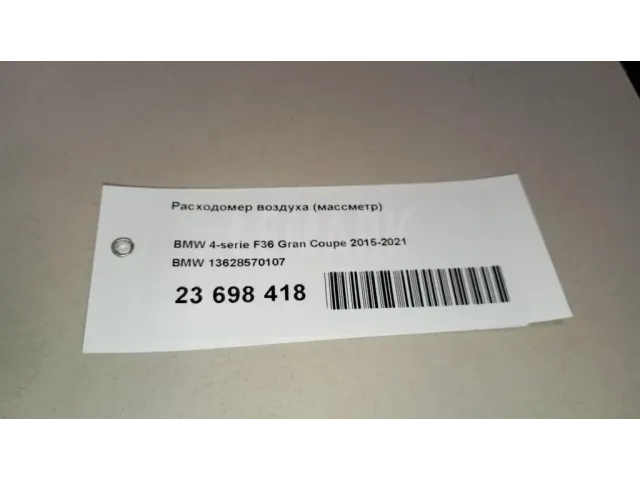 Расходомер воздуха (массметр)
BMW 4-serie F36 Gran Coupe 2015-2021
BMW 13628570107
23 698 418